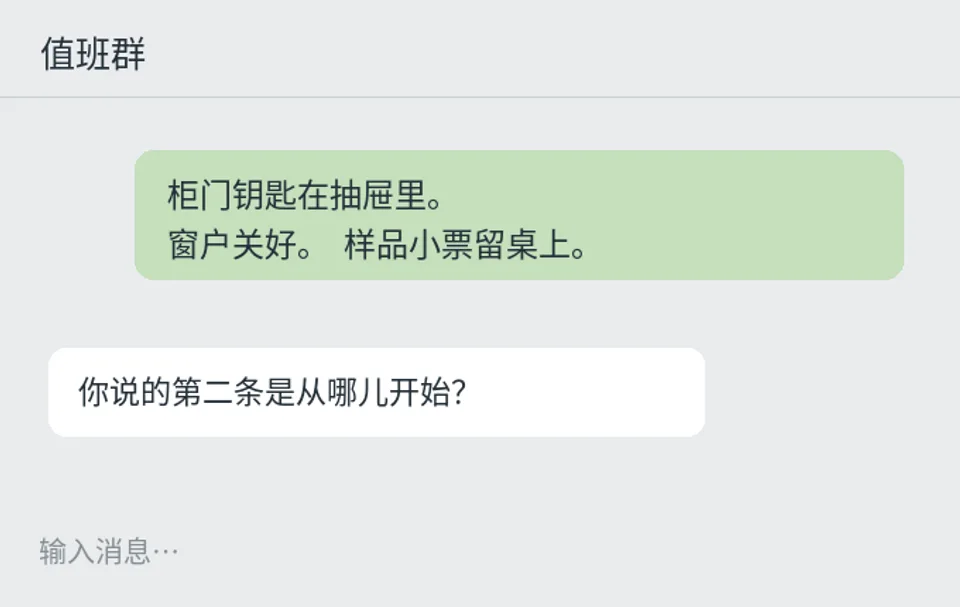 值班群
柜门钥匙在抽屉里。
窗户关好。 样品小票留桌上。
你说的第二条是从哪儿开始？
输入消息…